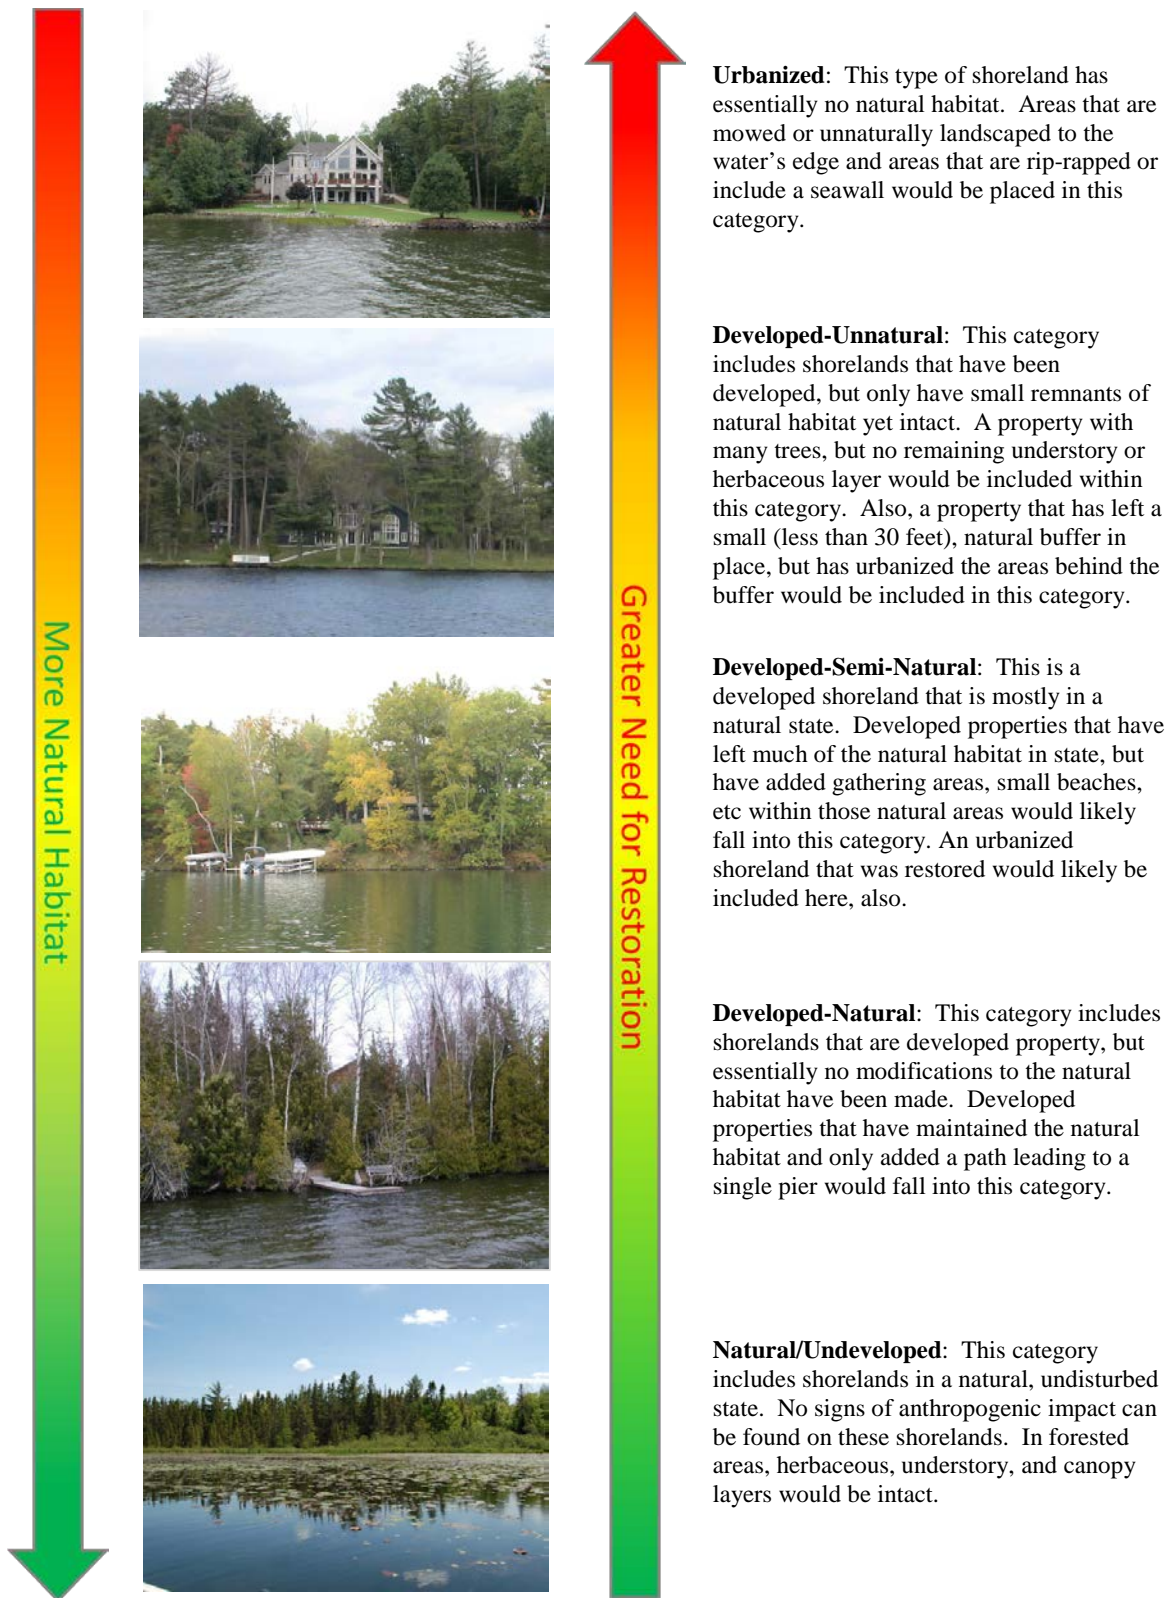 Urbanized: This type of shoreland has
essentially no natural habitat. Areas that are
mowed or unnaturally landscaped to the
water’s edge and areas that are rip-rapped or
include a seawall would be placed in this
category.
Developed-Unnatural: This category
includes shorelands that have been
developed, but only have small remnants of
natural habitat yet intact. A property with
many trees, but no remaining understory or
herbaceous layer would be included within
this category. Also, a property that has left a
small (less than 30 feet), natural buffer in
place, but has urbanized the areas behind the
buffer would be included in this category.
More Natural Habitat
Greater Need for Restoration
Developed-Semi-Natural: This is a
developed shoreland that is mostly in a
natural state. Developed properties that have
left much of the natural habitat in state, but
have added gathering areas, small beaches,
etc within those natural areas would likely
fall into this category. An urbanized
shoreland that was restored would likely be
included here, also.
Developed-Natural: This category includes
shorelands that are developed property, but
essentially no modifications to the natural
habitat have been made. Developed
properties that have maintained the natural
habitat and only added a path leading to a
single pier would fall into this category.
Natural/Undeveloped: This category
includes shorelands in a natural, undisturbed
state. No signs of anthropogenic impact can
be found on these shorelands. In forested
areas, herbaceous, understory, and canopy
layers would be intact.